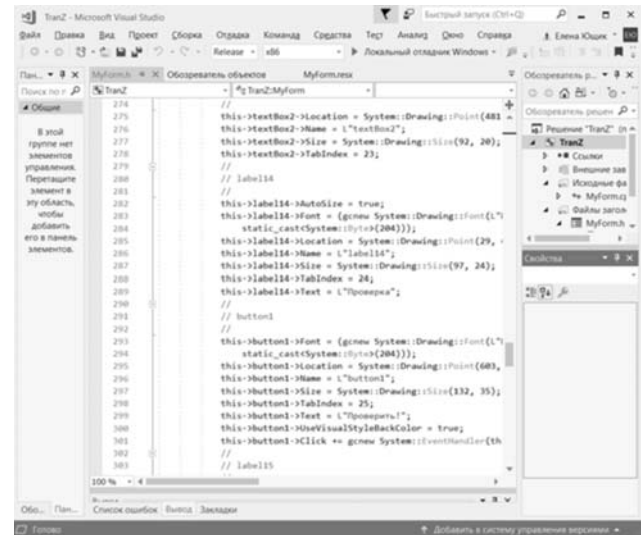 TranZ - Microsoft Visual Studio
Быстрый запуск (Ctrl+Q)
Файл Правка Вид Проект Сборка Отладка Команда Средства Тест Анализ Окно Справка
Елена Ющик
Release x86 Локальный отладчик Windows
Пан...
MyForm.h Обозреватель объектов MyForm.resx
Обозреватель р...
Поиск по г
TranZ TranZ::MyForm
Общие
В этой
группе нет
элементов
управления.
Перетащите
элемент в
эту область,
чтобы
добавить
его в панель
элементов.
274 //
275 this->textBox2->Location = System::Drawing::Point(481
276 this->textBox2->Name = L"textBox2";
277 this->textBox2->Size = System::Drawing::Size(92, 20);
278 this->textBox2->TabIndex = 23;
279 //
280 // label14
281 //
282 this->label14->AutoSize = true;
283 this->label14->Font = (gcnew System::Drawing::Font(L"
284 static_cast<System::Byte>(204)));
285 this->label14->Location = System::Drawing::Point(29,
286 this->label14->Name = L"label14";
287 this->label14->Size = System::Drawing::Size(97, 24);
288 this->label14->TabIndex = 24;
289 this->label14->Text = L"Проверка";
290 //
291 // button1
292 //
293 this->button1->Font = (gcnew System::Drawing::Font(L"
294 static_cast<System::Byte>(204)));
295 this->button1->Location = System::Drawing::Point(603,
296 this->button1->Name = L"button1";
297 this->button1->Size = System::Drawing::Size(132, 35);
298 this->button1->TabIndex = 25;
299 this->button1->Text = L"Проверить!";
300 this->button1->UseVisualStyleBackColor = true;
301 this->button1->Click += gcnew System::EventHandler(th
302 //
303 // label15
100 %
Обозреватель решен
Решение "TranZ" (п
TranZ
Ссылки
Внешние зав
Исходные фа
MyForm.cp
Файлы загол
MyForm.h
Свойства
Вывод
Обо... Пан...
Список ошибок Вывод Закладки
Готово
Добавить в систему управления версиями